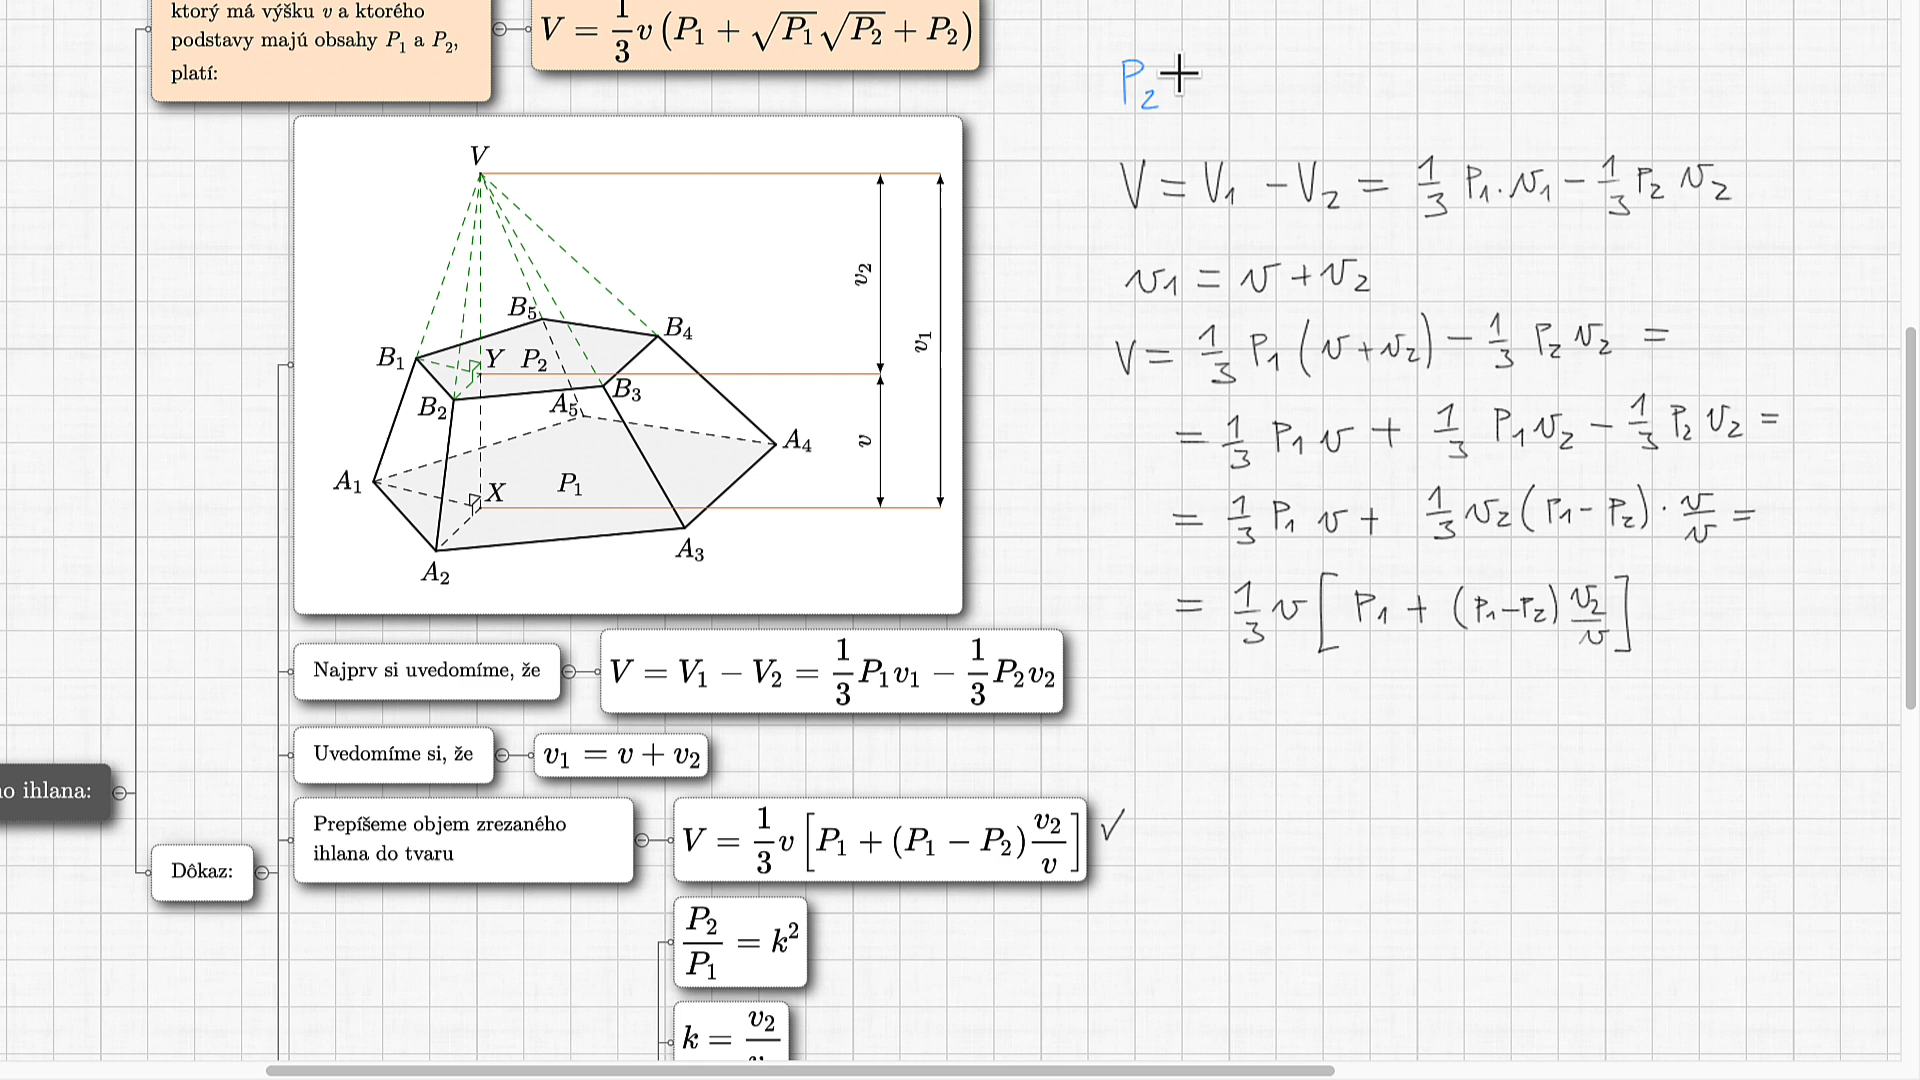 ktorý má výšku v a ktorého
podstavy majú obsahy P₁ a P₂,
platí:
V = 1/3 v (P₁ + √P₁ √P₂ + P₂)
P₂
V = V₁ - V₂ = 1/3 P₁ . v₁ - 1/3 P₂ v₂
v₁ = v + v₂
V = 1/3 P₁ (v + v₂) - 1/3 P₂ v₂ =
= 1/3 P₁ v + 1/3 P₁ v₂ - 1/3 P₂ v₂ =
= 1/3 P₁ v + 1/3 v₂ (P₁ - P₂) · v/v =
= 1/3 v [ P₁ + (P₁ - P₂) v₂/v ]
V
v₂
v₁
B₅
B₄
B₁
Y P₂
B₂
A₅
B₃
v
A₄
A₁
X
P₁
A₃
A₂
Najprv si uvedomíme, že
V = V₁ − V₂ = 1/3 P₁v₁ − 1/3 P₂v₂
Uvedomíme si, že
v₁ = v + v₂
o ihlana:
Prepíšeme objem zrezaného
ihlana do tvaru
V = 1/3 v [P₁ + (P₁ − P₂) v₂/v] ✓
Dôkaz:
P₂/P₁ = k²
k = v₂